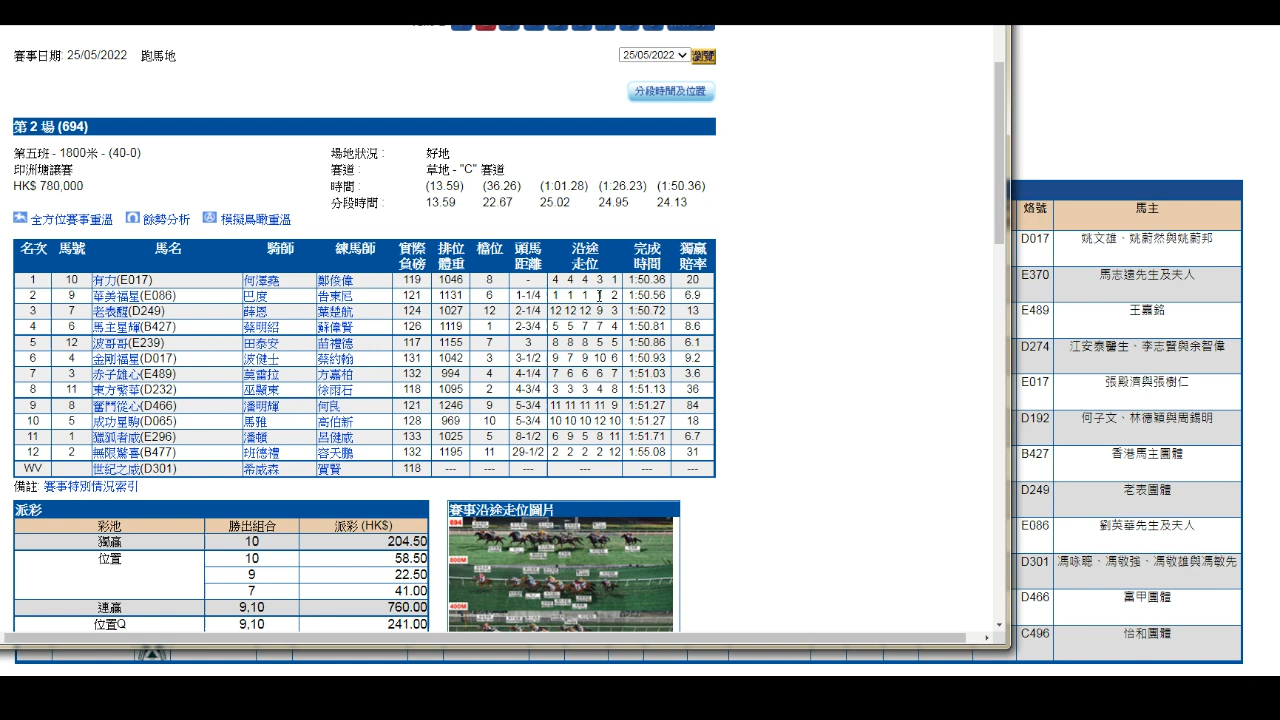 賽事日期: 25/05/2022 跑馬地
25/05/2022 瀏覽
分段時間及位置
第 2 場 (694)
第五班 - 1800米 - (40-0) 場地狀況 : 好地
印洲塘讓賽 賽道 : 草地 - "C" 賽道
HK$ 780,000 時間 : (13.59) (36.26) (1:01.28) (1:26.23) (1:50.36)
分段時間 : 13.59 22.67 25.02 24.95 24.13
全方位賽事重溫 餘勢分析 模擬鳥瞰重溫
名次 馬號 馬名 騎師 練馬師 實際負磅 排位體重 檔位 頭馬距離 沿途走位 完成時間 獨贏賠率
1 10 有力(E017) 何澤堯 鄭俊偉 119 1046 8 - 4 4 4 3 1 1:50.36 20
2 9 華美福星(E086) 巴度 告東尼 121 1131 6 1-1/4 1 1 1 1 2 1:50.56 6.9
3 7 老表醒(D249) 薛恩 葉楚航 124 1027 12 2-1/4 12 12 12 9 3 1:50.72 13
4 6 馬主星輝(B427) 蔡明紹 蘇偉賢 126 1119 1 2-3/4 5 5 7 7 4 1:50.81 8.6
5 12 波哥哥(E239) 田泰安 苗禮德 117 1155 7 3 8 8 8 5 5 1:50.86 6.1
6 4 金剛福星(D017) 波健士 蔡約翰 131 1042 3 3-1/2 9 7 9 10 6 1:50.93 9.2
7 3 赤子雄心(E489) 莫雷拉 方嘉柏 132 994 4 4-1/4 7 6 6 6 7 1:51.03 3.6
8 11 東方繁華(D232) 巫顯東 徐雨石 118 1095 2 4-3/4 3 3 3 4 8 1:51.13 36
9 8 奮鬥從心(D466) 潘明輝 何良 121 1246 9 5-3/4 11 11 11 11 9 1:51.27 84
10 5 成功星駒(D065) 馬雅 高伯新 128 969 10 5-3/4 10 10 10 12 10 1:51.27 18
11 1 獵狐者威(E296) 潘頓 呂健威 133 1025 5 8-1/2 6 9 5 8 11 1:51.71 6.7
12 2 無限驚喜(B477) 班德禮 容天鵬 132 1195 11 29-1/2 2 2 2 2 12 1:55.08 31
WV 世紀之威(D301) 希威森 賀賢 118 --- --- --- --- --- ---
備註: 賽事特別情況索引
派彩
彩池 勝出組合 派彩 (HK$)
獨贏 10 204.50
位置 10 58.50
9 22.50
7 41.00
連贏 9,10 760.00
位置Q 9,10 241.00
賽事沿途走位圖片
694
800M
400M
烙號 馬主
D017 姚文雄、姚蔚然與姚蔚邦
E370 馬志遠先生及夫人
E489 王嘉銘
D274 江安泰醫生、李志賢與余智偉
E017 張殿濟與張樹仁
D192 何子文、林德穎與周錫明
B427 香港馬主團體
D249 老表團體
E086 劉英華先生及夫人
D301 馮咏聰、馮敬強、馮敬雄與馮敏先
D466 富甲團體
C496 怡和團體